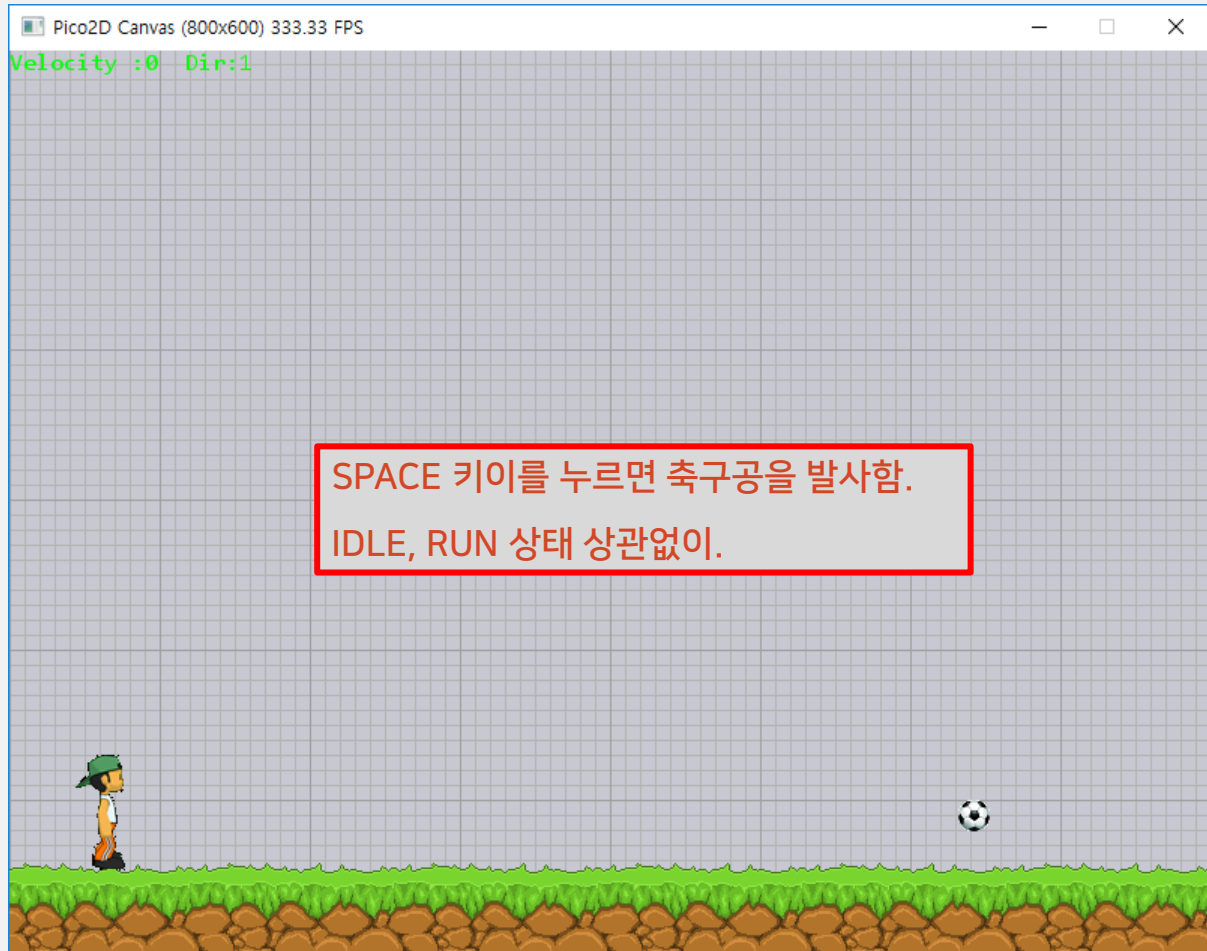 Pico2D Canvas (800x600) 333.33 FPS
Velocity :0 Dir:1
SPACE 키이를 누르면 축구공을 발사함.
IDLE, RUN 상태 상관없이.